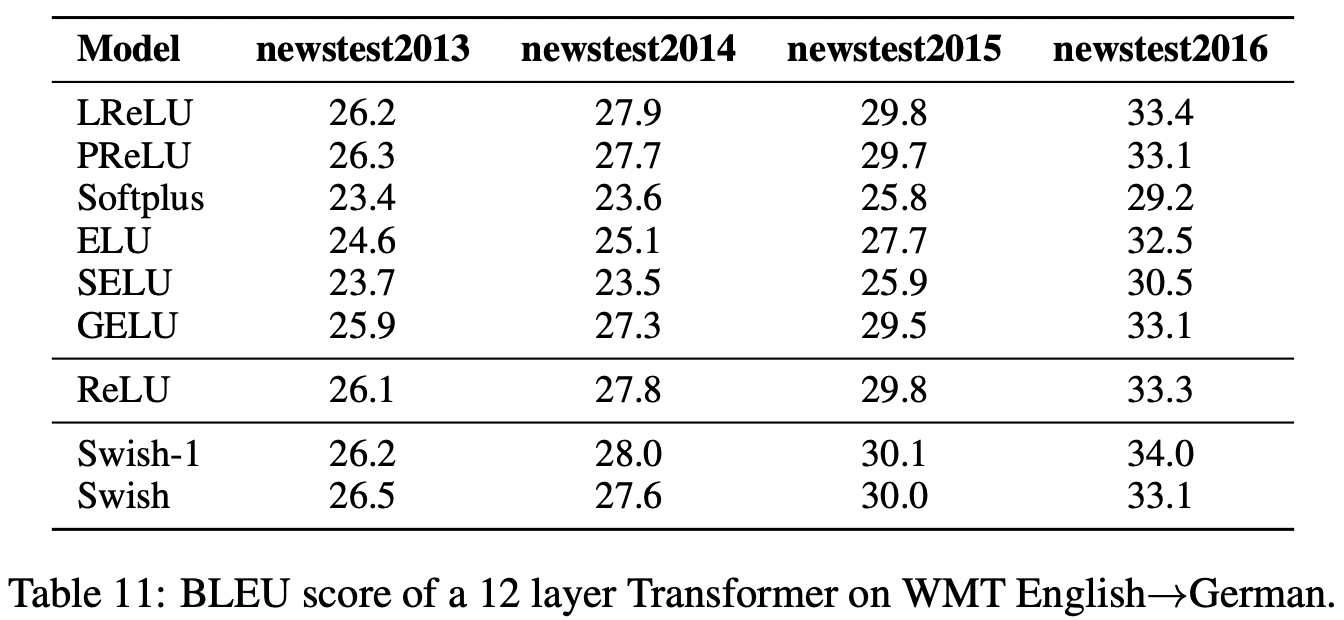 Model newstest2013 newstest2014 newstest2015 newstest2016
LReLU 26.2 27.9 29.8 33.4
PReLU 26.3 27.7 29.7 33.1
Softplus 23.4 23.6 25.8 29.2
ELU 24.6 25.1 27.7 32.5
SELU 23.7 23.5 25.9 30.5
GELU 25.9 27.3 29.5 33.1
ReLU 26.1 27.8 29.8 33.3
Swish-1 26.2 28.0 30.1 34.0
Swish 26.5 27.6 30.0 33.1
Table 11: BLEU score of a 12 layer Transformer on WMT English→German.